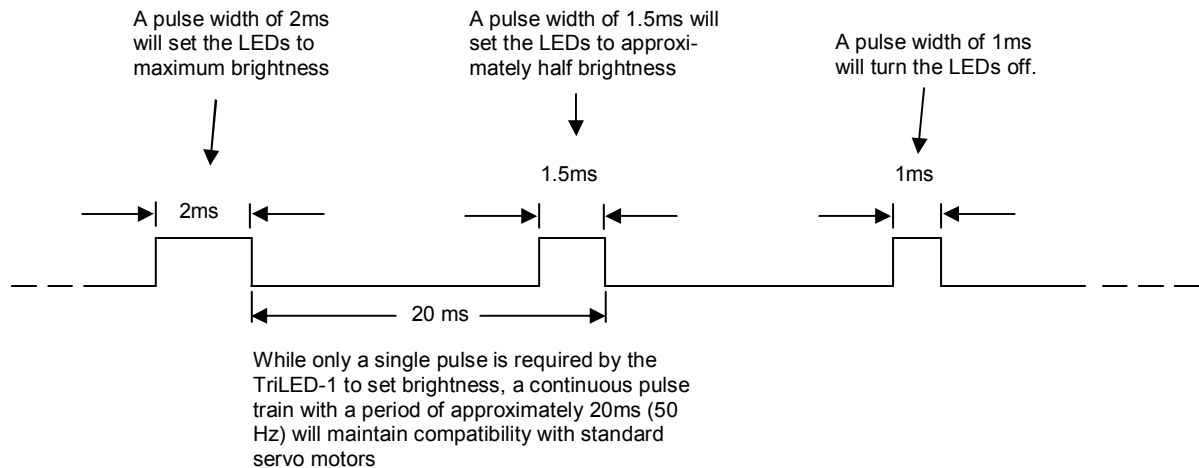 A pulse width of 2ms
will set the LEDs to
maximum brightness
A pulse width of 1.5ms will
set the LEDs to approxi-
mately half brightness
A pulse width of 1ms
will turn the LEDs off.
2ms
1.5ms
1ms
20 ms
While only a single pulse is required by the
TriLED-1 to set brightness, a continuous pulse
train with a period of approximately 20ms (50
Hz) will maintain compatibility with standard
servo motors